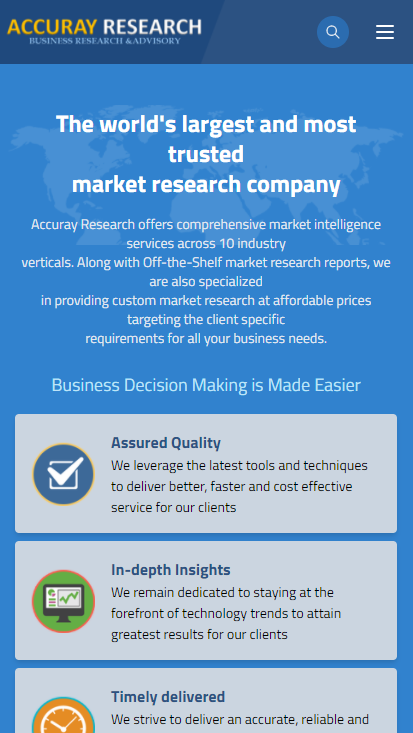 ACCURAY RESEARCH
BUSINESS RESEARCH & ADVISORY
The world's largest and most
trusted
market research company
Accuray Research offers comprehensive market intelligence
services across 10 industry
verticals. Along with Off-the-Shelf market research reports, we
are also specialized
in providing custom market research at affordable prices
targeting the client specific
requirements for all your business needs.
Business Decision Making is Made Easier
Assured Quality
We leverage the latest tools and techniques
to deliver better, faster and cost effective
service for our clients
In-depth Insights
We remain dedicated to staying at the
forefront of technology trends to attain
greatest results for our clients
Timely delivered
We strive to deliver an accurate, reliable and